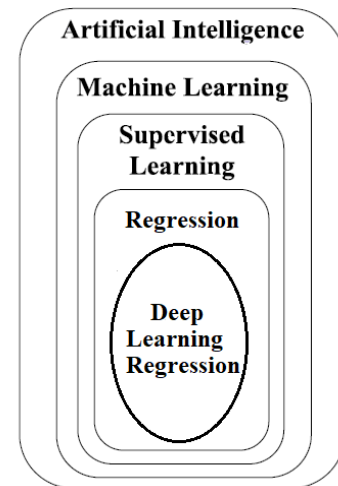 Artificial Intelligence
Machine Learning
Supervised
Learning
Regression
Deep
Learning
Regression